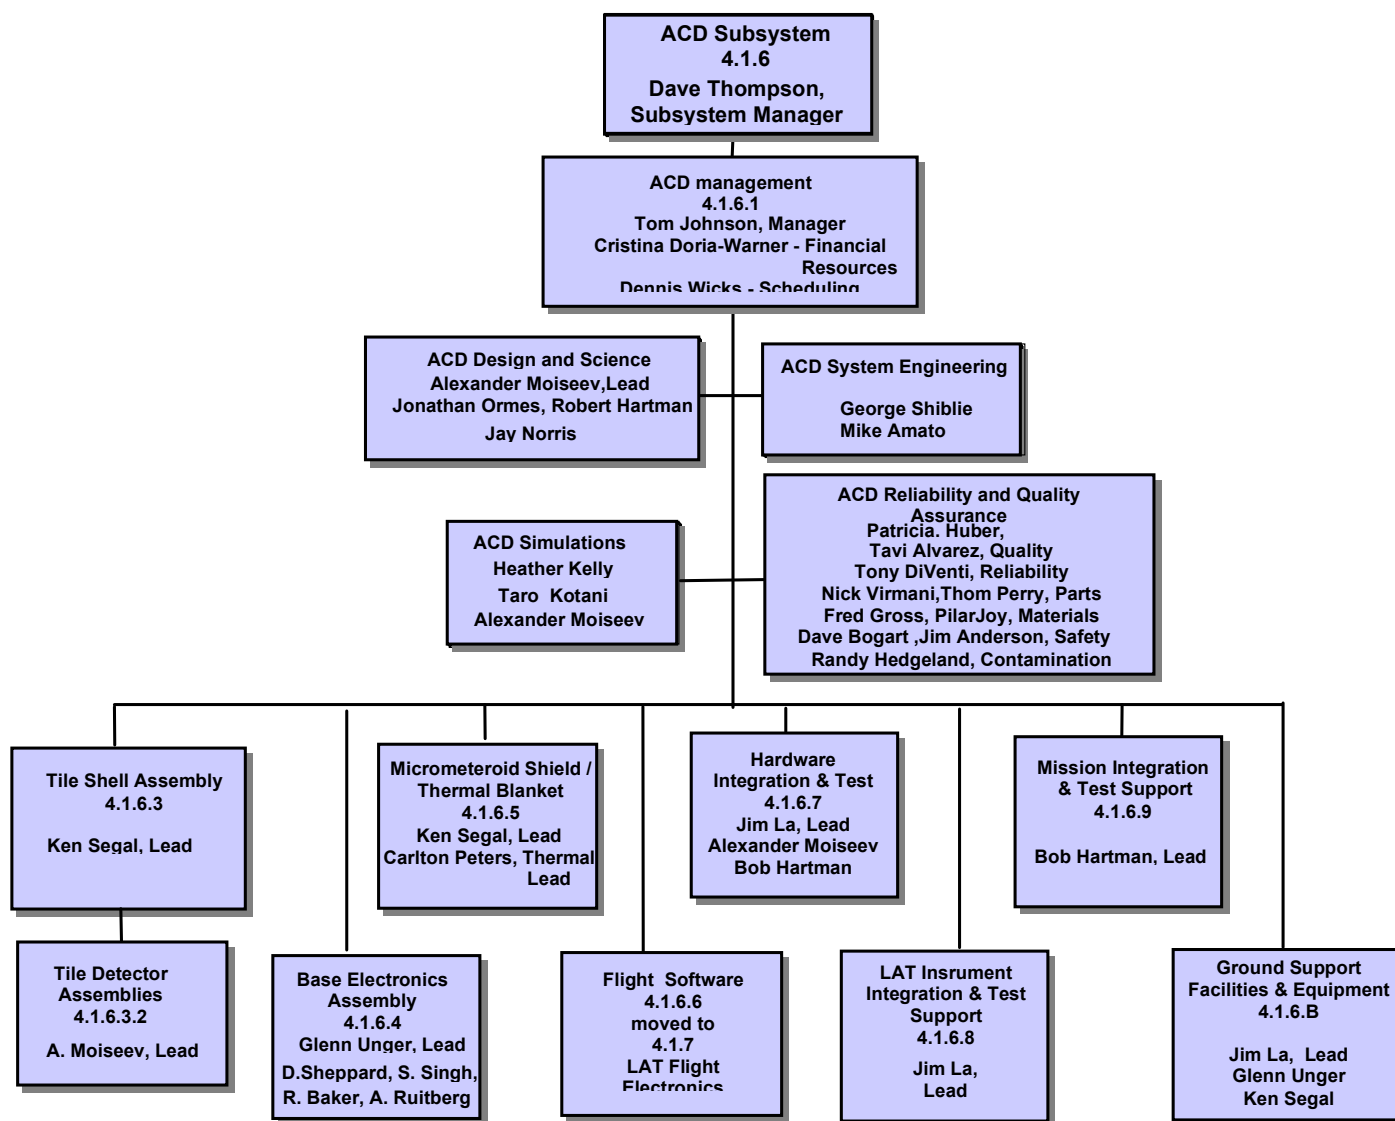 ACD Subsystem
4.1.6
Dave Thompson,
Subsystem Manager
ACD management
4.1.6.1
Tom Johnson, Manager
Cristina Doria-Warner - Financial
Resources
Dennis Wicks - Scheduling
ACD Design and Science
Alexander Moiseev,Lead
Jonathan Ormes, Robert Hartman
Jay Norris
ACD System Engineering
George Shiblie
Mike Amato
ACD Simulations
Heather Kelly
Taro Kotani
Alexander Moiseev
ACD Reliability and Quality
Assurance
Patricia. Huber,
Tavi Alvarez, Quality
Tony DiVenti, Reliability
Nick Virmani,Thom Perry, Parts
Fred Gross, PilarJoy, Materials
Dave Bogart ,Jim Anderson, Safety
Randy Hedgeland, Contamination
Tile Shell Assembly
4.1.6.3
Ken Segal, Lead
Micrometeroid Shield /
Thermal Blanket
4.1.6.5
Ken Segal, Lead
Carlton Peters, Thermal
Lead
Hardware
Integration & Test
4.1.6.7
Jim La, Lead
Alexander Moiseev
Bob Hartman
Mission Integration
& Test Support
4.1.6.9
Bob Hartman, Lead
Tile Detector
Assemblies
4.1.6.3.2
A. Moiseev, Lead
Base Electronics
Assembly
4.1.6.4
Glenn Unger, Lead
D.Sheppard, S. Singh,
R. Baker, A. Ruitberg
Flight Software
4.1.6.6
moved to
4.1.7
LAT Flight
Electronics
LAT Insrument
Integration & Test
Support
4.1.6.8
Jim La,
Lead
Ground Support
Facilities & Equipment
4.1.6.B
Jim La, Lead
Glenn Unger
Ken Segal